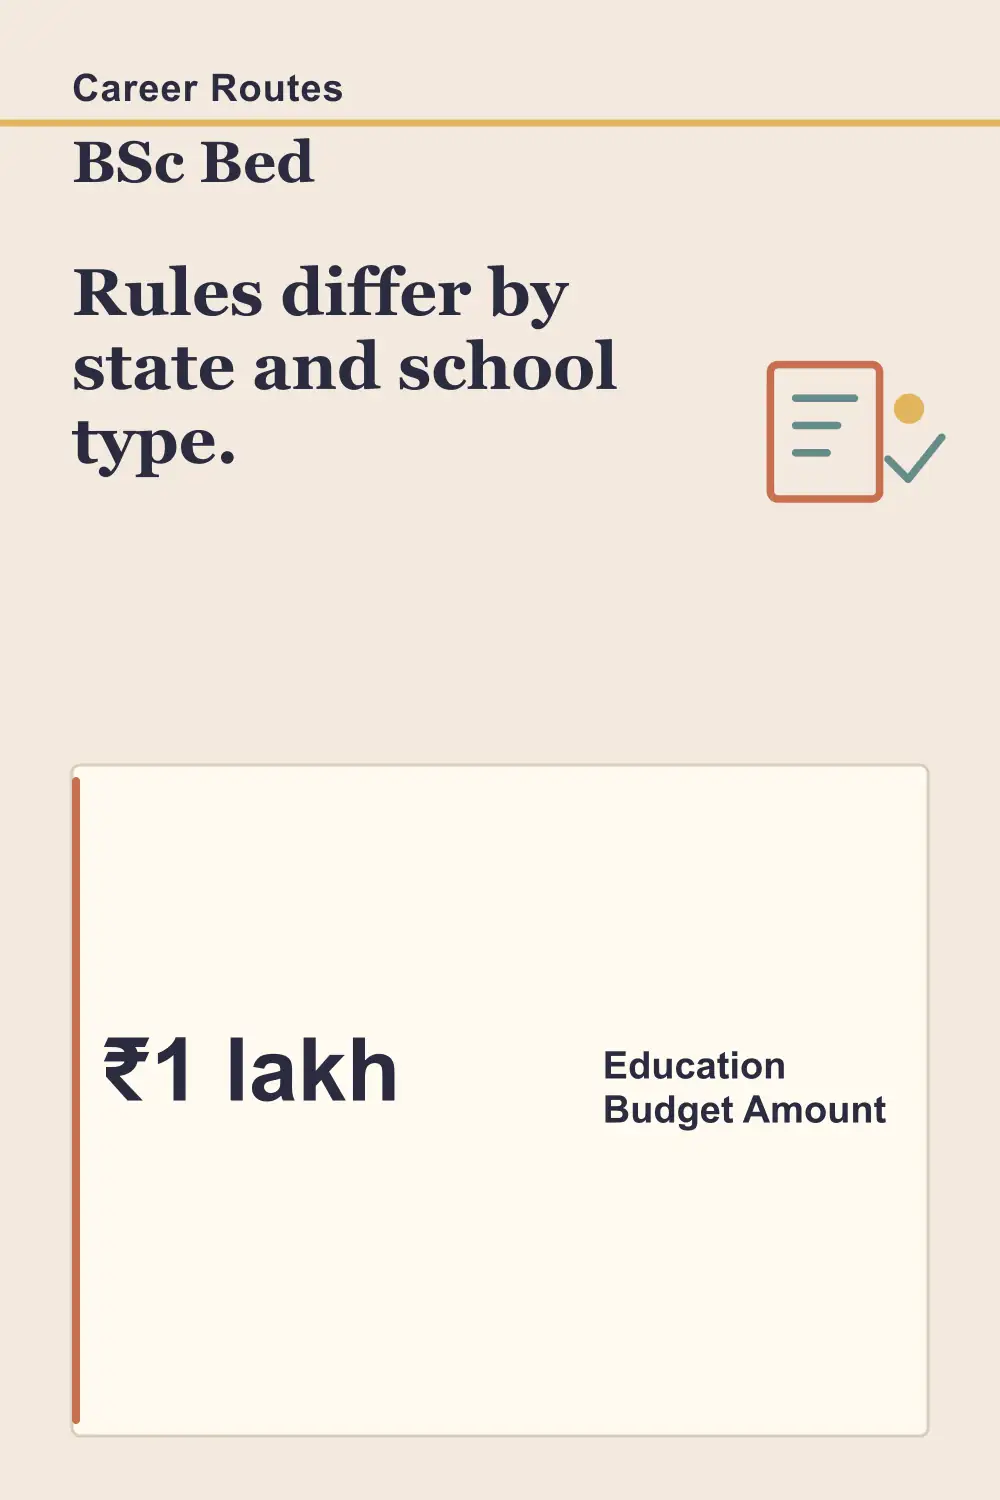 Career Routes
BSc Bed
Rules differ by
state and school
type.
₹1 lakh
Education
Budget Amount